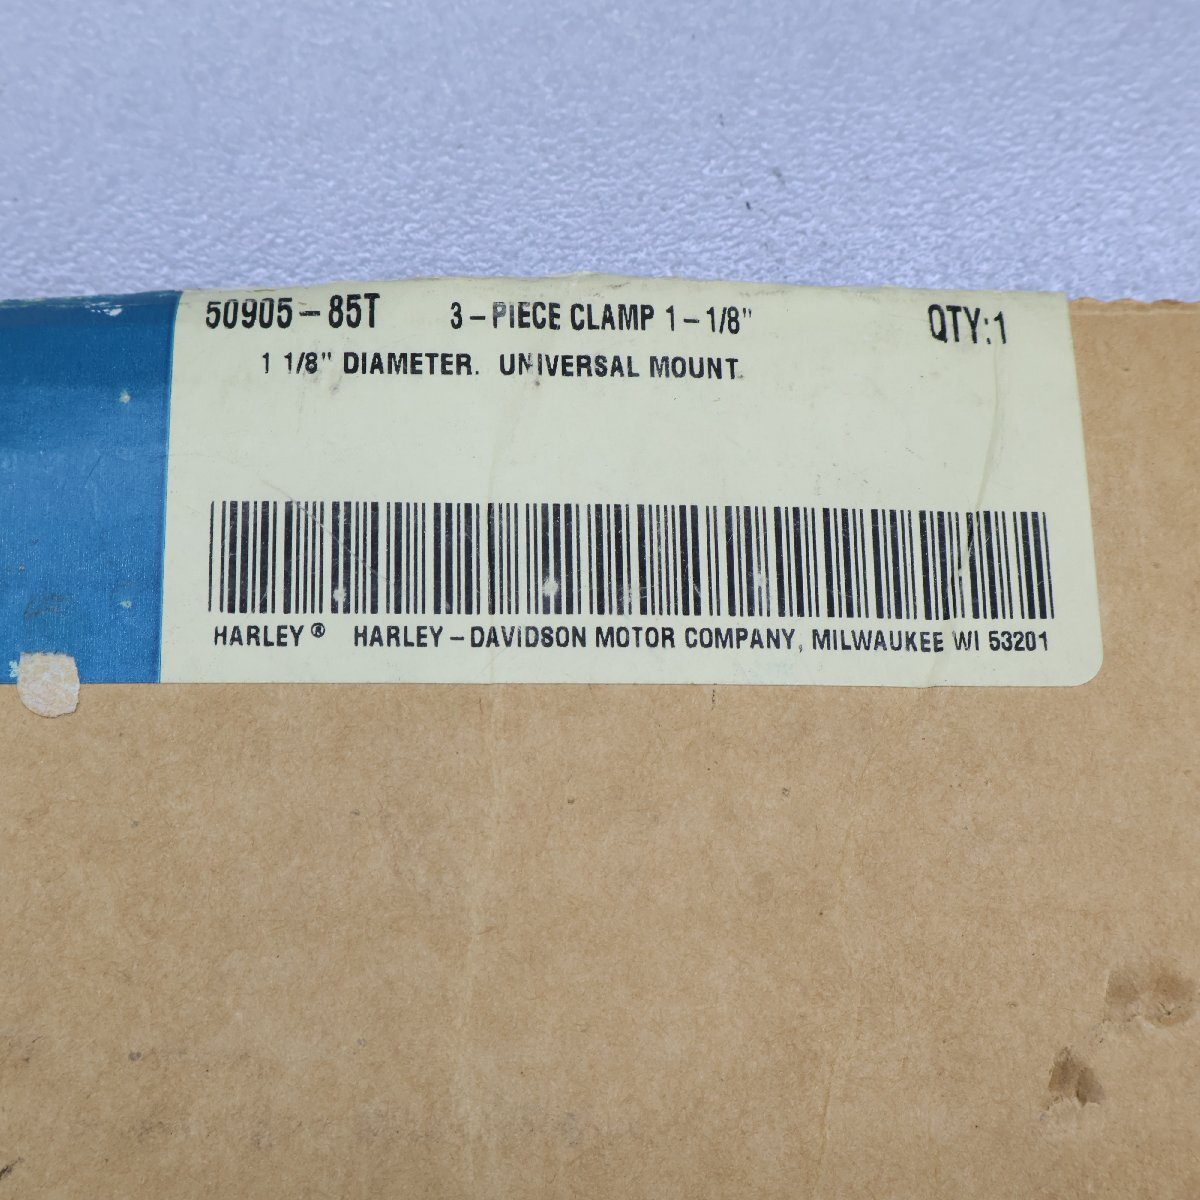 50905-85T 3-PIECE CLAMP 1-1/8" QTY:1
1 1/8" DIAMETER. UNIVERSAL MOUNT.
HARLEY® HARLEY-DAVIDSON MOTOR COMPANY, MILWAUKEE WI 53201